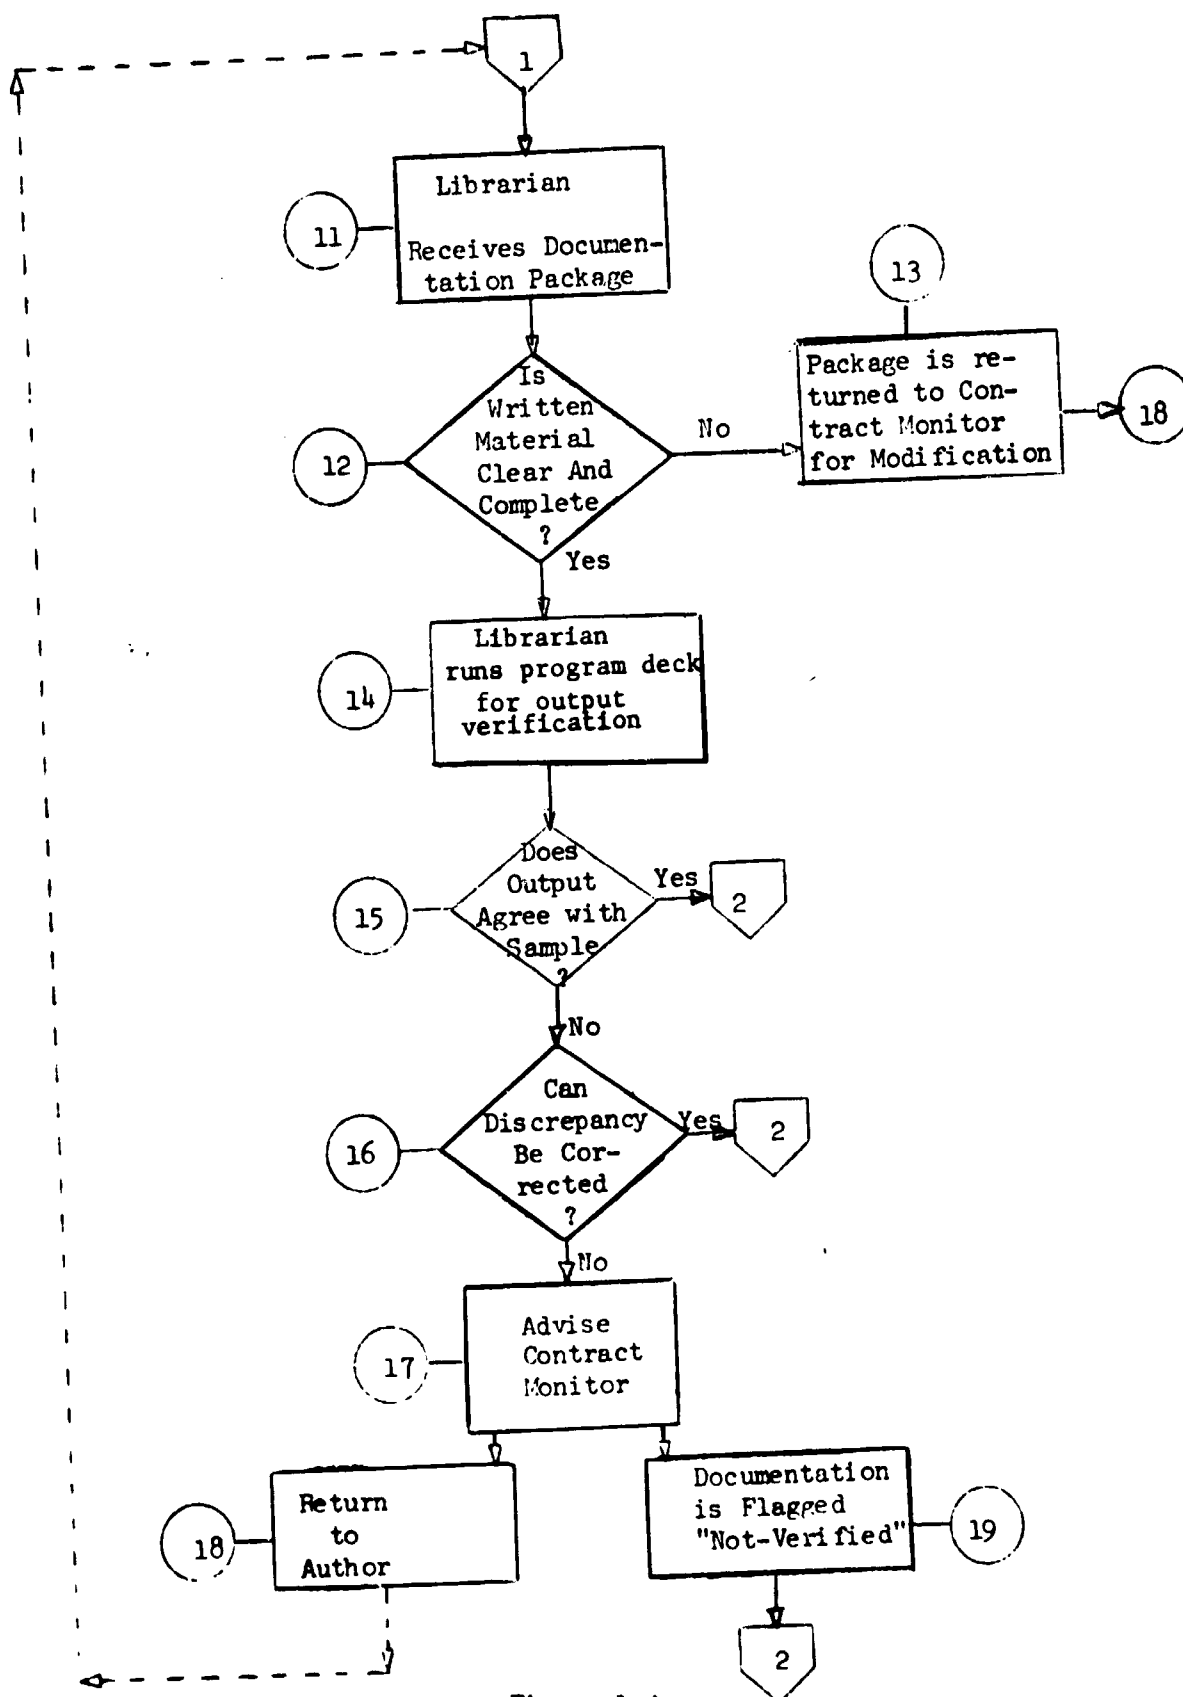 1
Librarian
11
Receives Documen-
tation Package
13
Package is re-
turned to Con-
tract Monitor
for Modification
18
Is
Written
Material
Clear And
Complete
?
12
No
Yes
Librarian
runs program deck
for output
verification
14
Does
Output
Agree with
Sample
?
15
Yes
2
No
Can
Discrepancy
Be Cor-
rected
?
16
Yes
2
No
Advise
Contract
Monitor
17
Return
to
Author
18
Documentation
is Flagged
"Not-Verified"
19
2